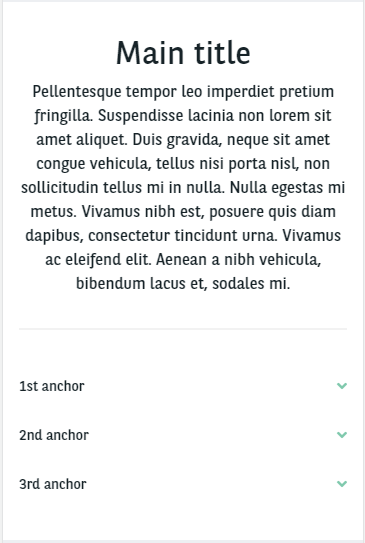 Main title
Pellentesque tempor leo imperdiet pretium
fringilla. Suspendisse lacinia non lorem sit
amet aliquet. Duis gravida, neque sit amet
congue vehicula, tellus nisi porta nisl, non
sollicitudin tellus mi in nulla. Nulla egestas mi
metus. Vivamus nibh est, posuere quis diam
dapibus, consectetur tincidunt urna. Vivamus
ac eleifend elit. Aenean a nibh vehicula,
bibendum lacus et, sodales mi.
1st anchor
2nd anchor
3rd anchor